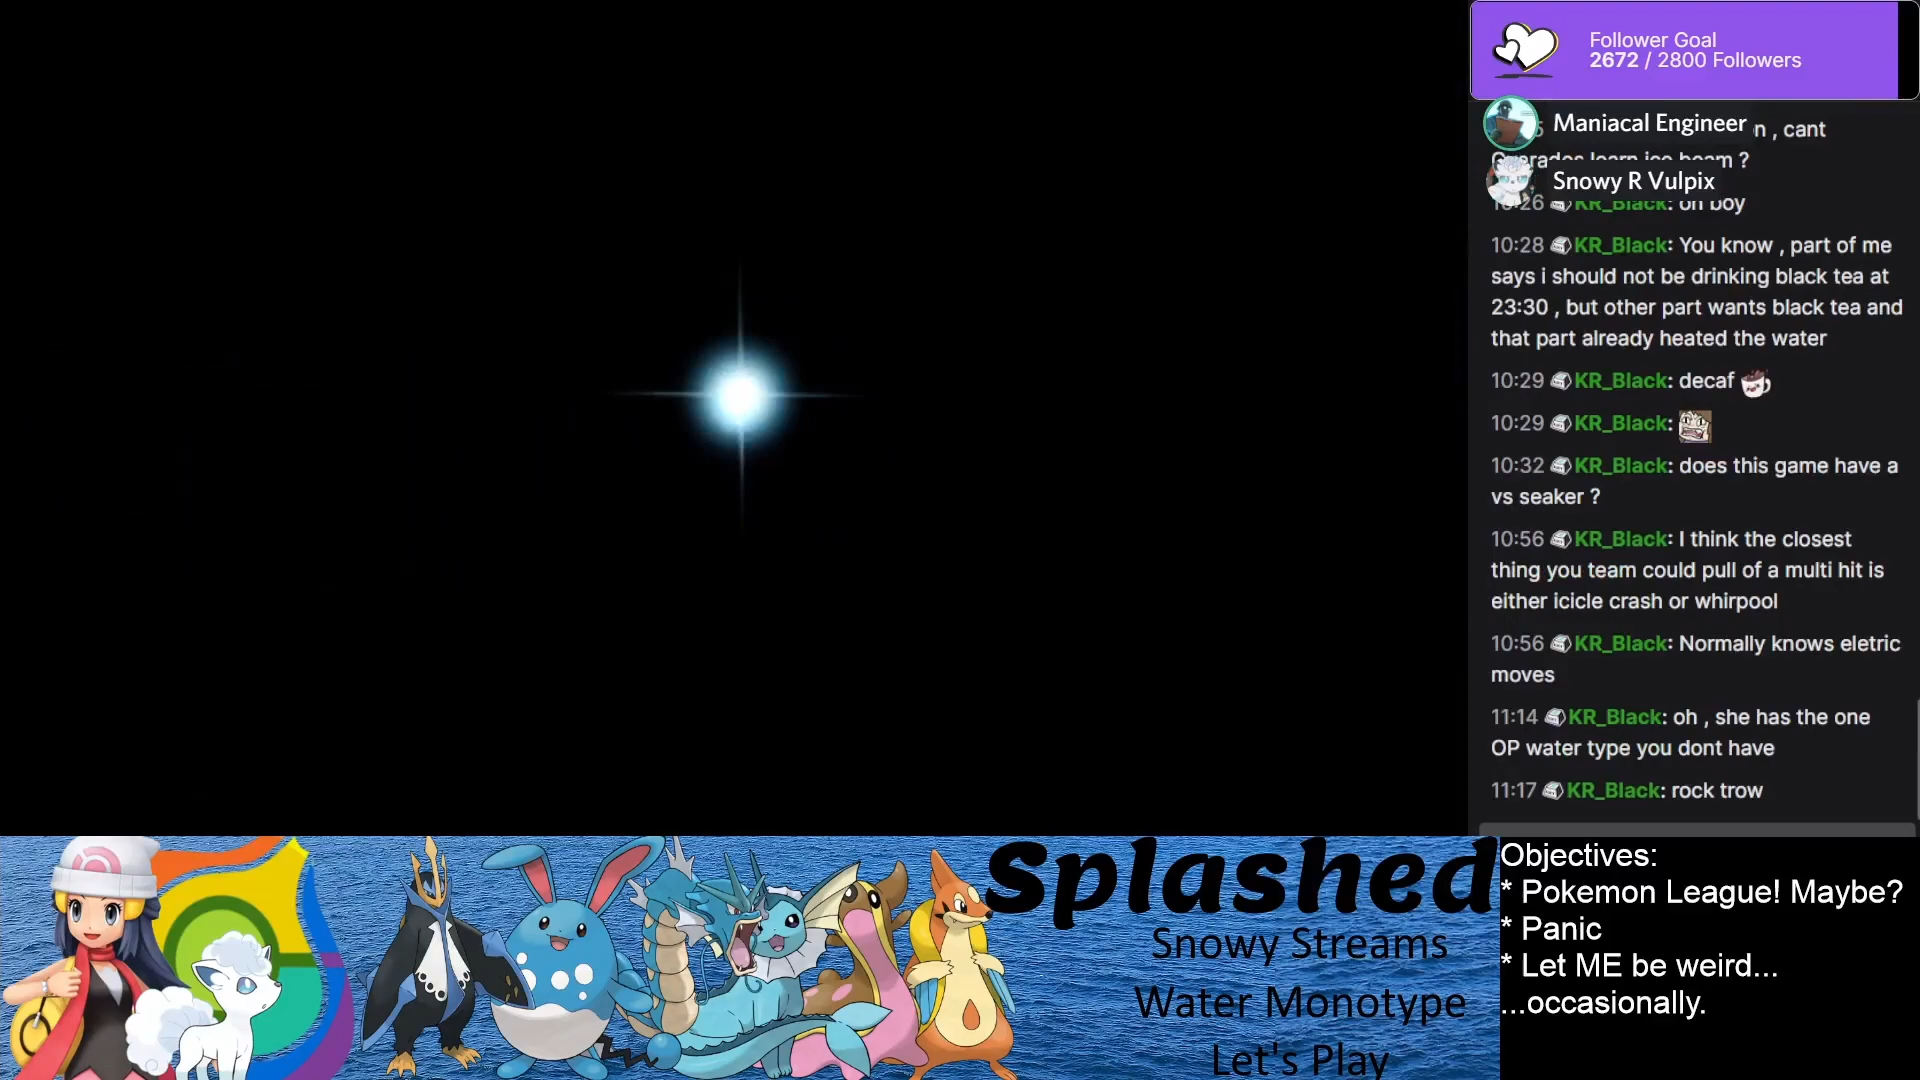 Follower Goal
2672 / 2800 Followers
Maniacal Engineer
n , cant
learn ice beam ?
Snowy R Vulpix
10:26 KR_Black: oh boy
10:28 KR_Black: You know , part of me
says i should not be drinking black tea at
23:30 , but other part wants black tea and
that part already heated the water
10:29 KR_Black: decaf
10:29 KR_Black:
10:32 KR_Black: does this game have a
vs seaker ?
10:56 KR_Black: I think the closest
thing you team could pull of a multi hit is
either icicle crash or whirpool
10:56 KR_Black: Normally knows eletric
moves
11:14 KR_Black: oh , she has the one
OP water type you dont have
11:17 KR_Black: rock trow
Splashed
Snowy Streams
Water Monotype
Let's Play
Objectives:
* Pokemon League! Maybe?
* Panic
* Let ME be weird...
...occasionally.